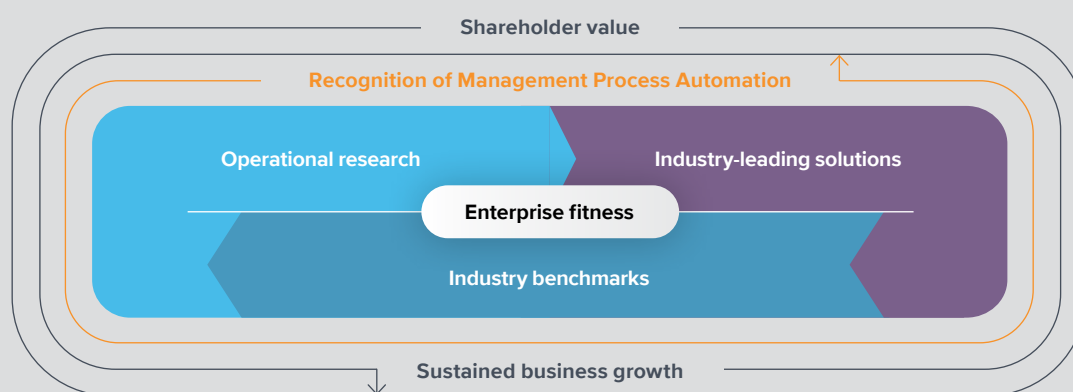 Shareholder value
Recognition of Management Process Automation
Operational research
Industry-leading solutions
Enterprise fitness
Industry benchmarks
Sustained business growth